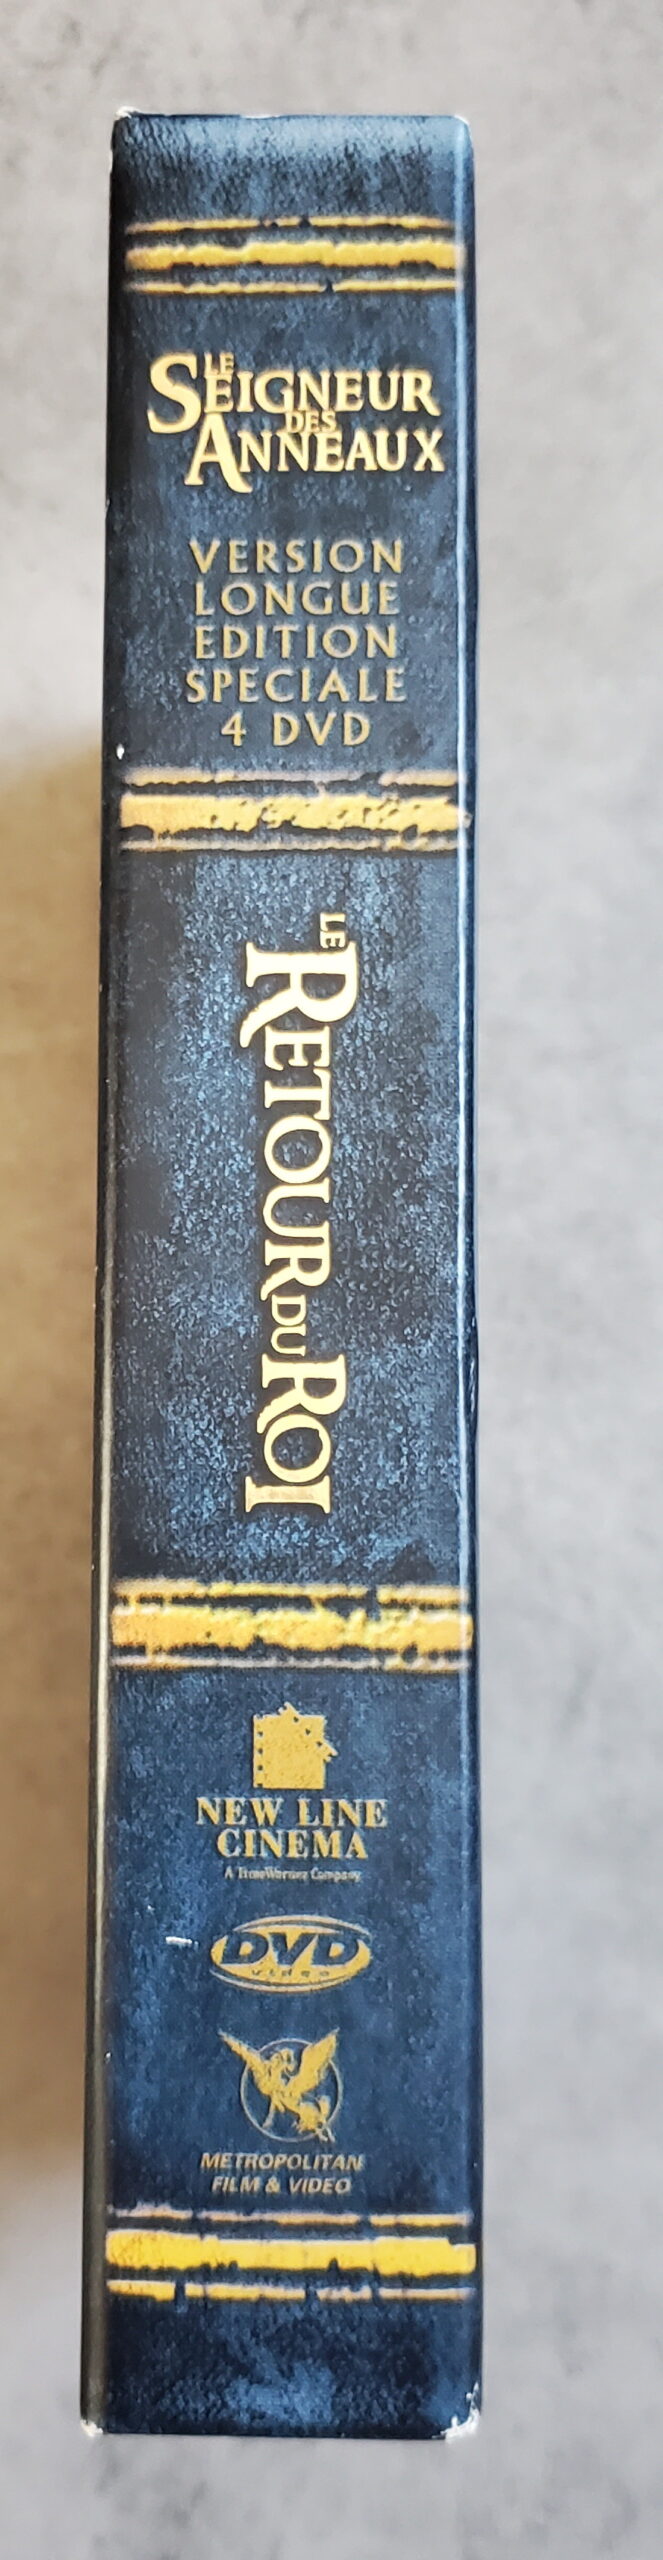 LE
SEIGNEUR
DES
ANNEAUX
VERSION
LONGUE
EDITION
SPECIALE
4 DVD
LE RETOUR DU ROI
NEW LINE
CINEMA
A TimeWarner Company
DVD
VIDEO
METROPOLITAN
FILM & VIDEO